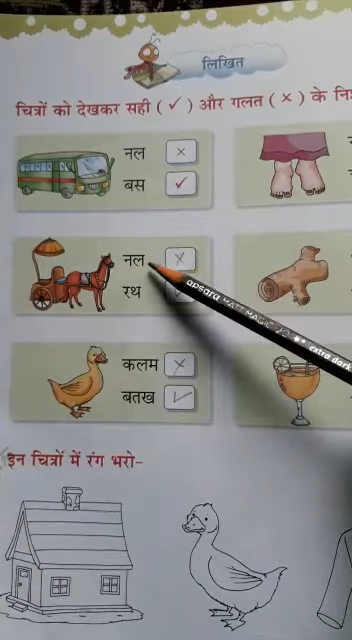 लिखित
चित्रों को देखकर सही ( ✓ ) और गलत ( × ) के
नल ×
बस ✓
नल ×
रथ
कलम ×
बतख ✓
इन चित्रों में रंग भरो-
apsara MATT MAGIC
extra dark